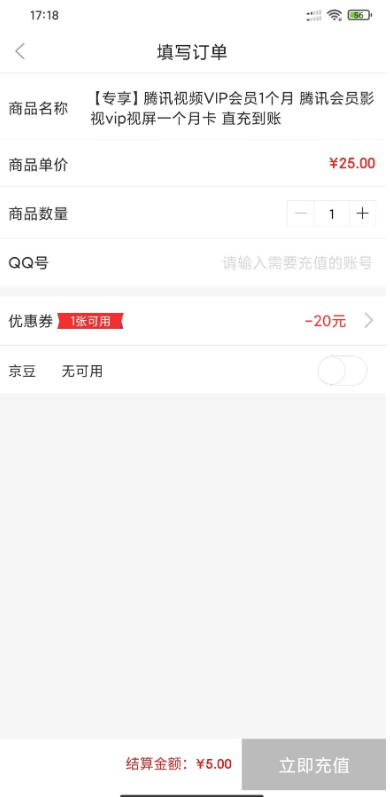 17:18
56
填写订单
商品名称
【专享】腾讯视频VIP会员1个月 腾讯会员影
视vip视屏一个月卡 直充到账
商品单价
¥25.00
商品数量
1
QQ号
请输入需要充值的账号
优惠券 1张可用
-20元
京豆 无可用
结算金额：¥5.00
立即充值